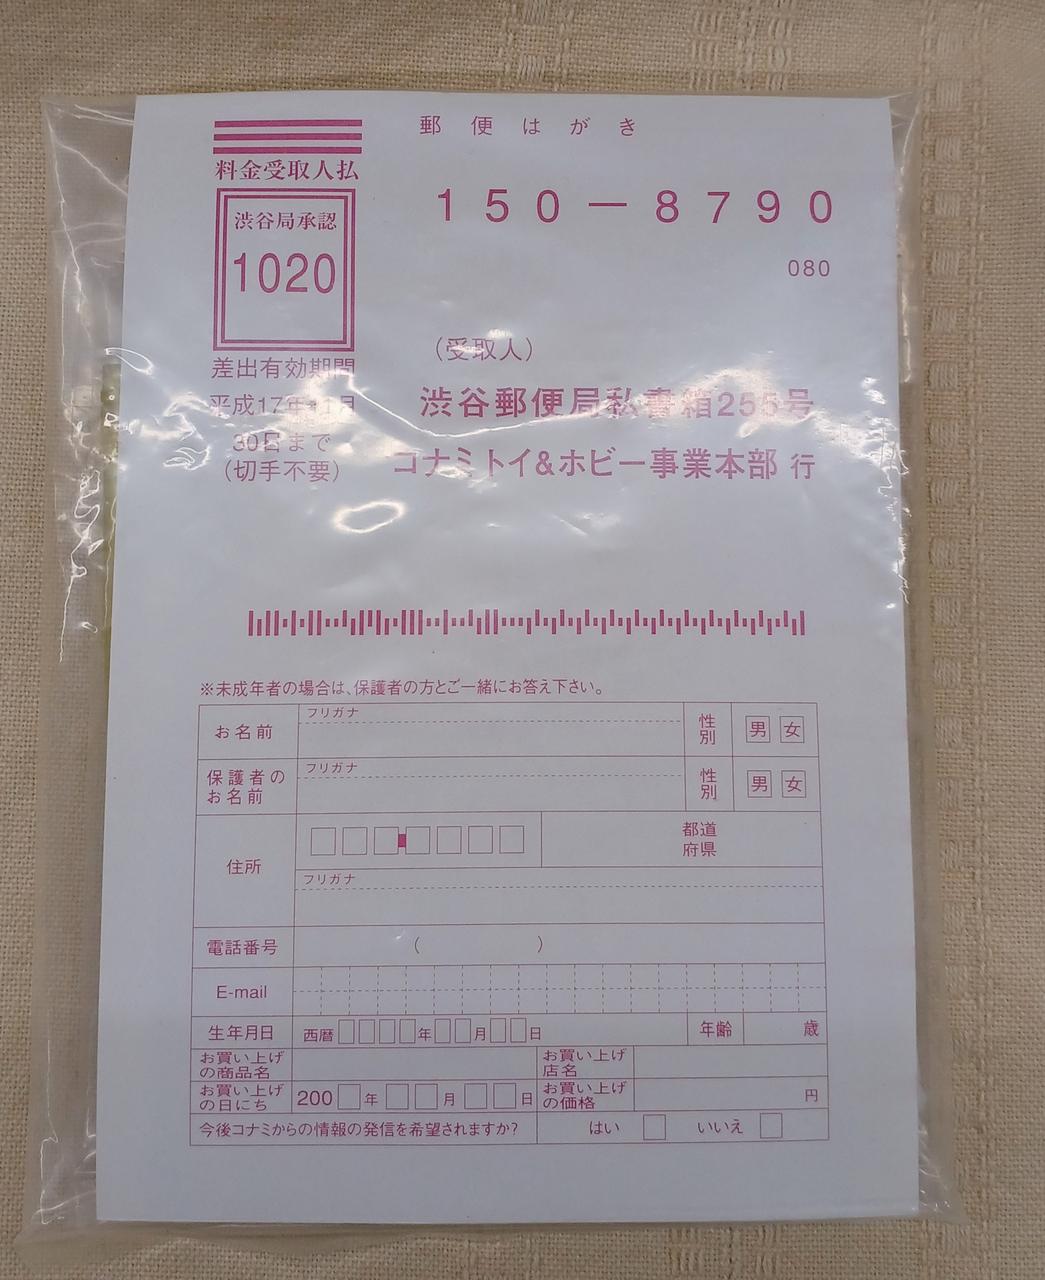 郵便はがき
料金受取人払
渋谷局承認
1020
差出有効期間
平成17年11月
30日まで
(切手不要)
150-8790
080
(受取人)
渋谷郵便局私書箱255号
コナミトイ&ホビー事業本部 行
※未成年者の場合は、保護者の方とご一緒にお答え下さい。
お名前 フリガナ 性別 男 女
保護者のお名前 フリガナ 性別 男 女
住所 都道府県
フリガナ
電話番号 ( )
E-mail
生年月日 西暦 年 月 日 年齢 歳
お買い上げの商品名 お買い上げ店名
お買い上げの日にち 200 年 月 日 お買い上げの価格 円
今後コナミからの情報の発信を希望されますか? はい いいえ